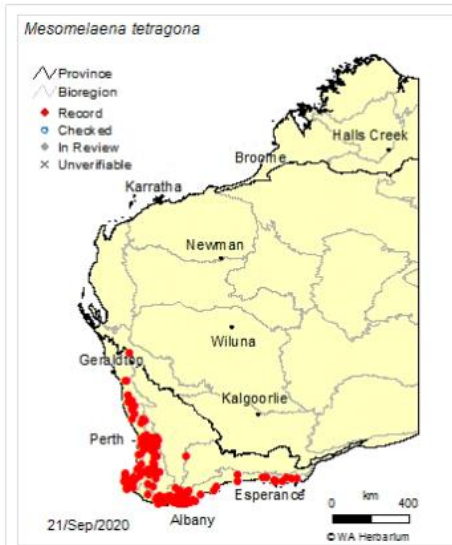 Mesomelaena tetragona
Province
Bioregion
Record
Checked
In Review
Unverifiable
Halls Creek
Broome
Karratha
Newman
Wiluna
Geraldton
Kalgoorlie
Perth
Esperance
Albany
0 km 400
21/Sep/2020
© WA Herbarium